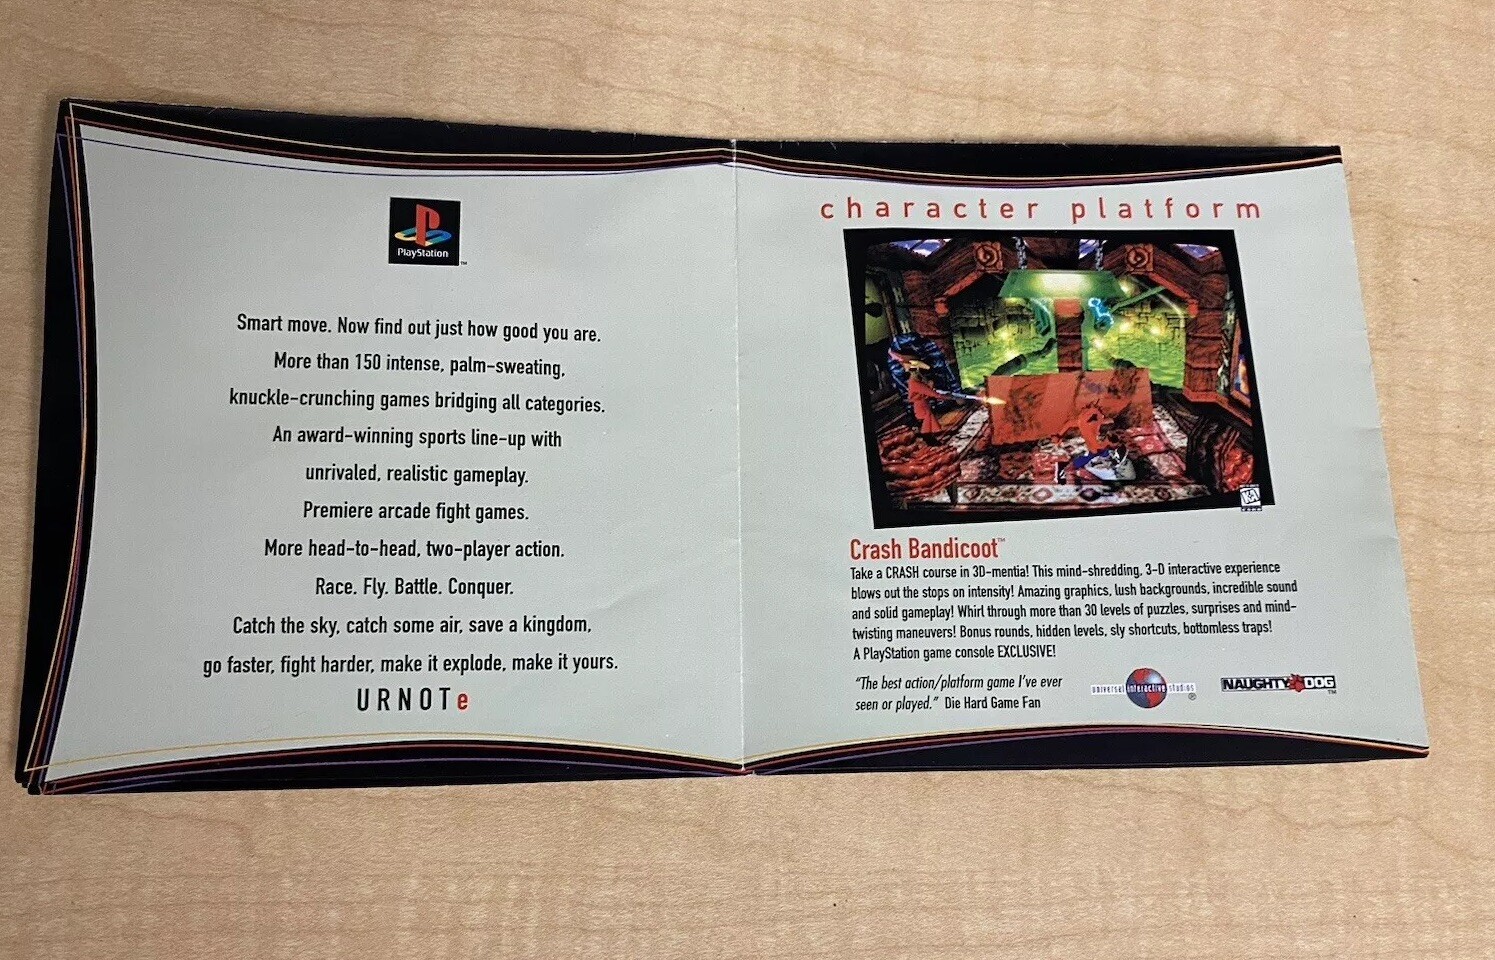 PlayStation
™
Smart move. Now find out just how good you are.
More than 150 intense, palm-sweating,
knuckle-crunching games bridging all categories.
An award-winning sports line-up with
unrivaled, realistic gameplay.
Premiere arcade fight games.
More head-to-head, two-player action.
Race. Fly. Battle. Conquer.
Catch the sky, catch some air, save a kingdom,
go faster, fight harder, make it explode, make it yours.
URNOTe
character platform
KA
Crash Bandicoot™
Take a CRASH course in 3D-mentia! This mind-shredding, 3-D interactive experience
blows out the stops on intensity! Amazing graphics, lush backgrounds, incredible sound
and solid gameplay! Whirl through more than 30 levels of puzzles, surprises and mind-
twisting maneuvers! Bonus rounds, hidden levels, sly shortcuts, bottomless traps!
A PlayStation game console EXCLUSIVE!
"The best action/platform game I've ever
seen or played." Die Hard Game Fan
universal interactive studios ®
NAUGHTY DOG ™